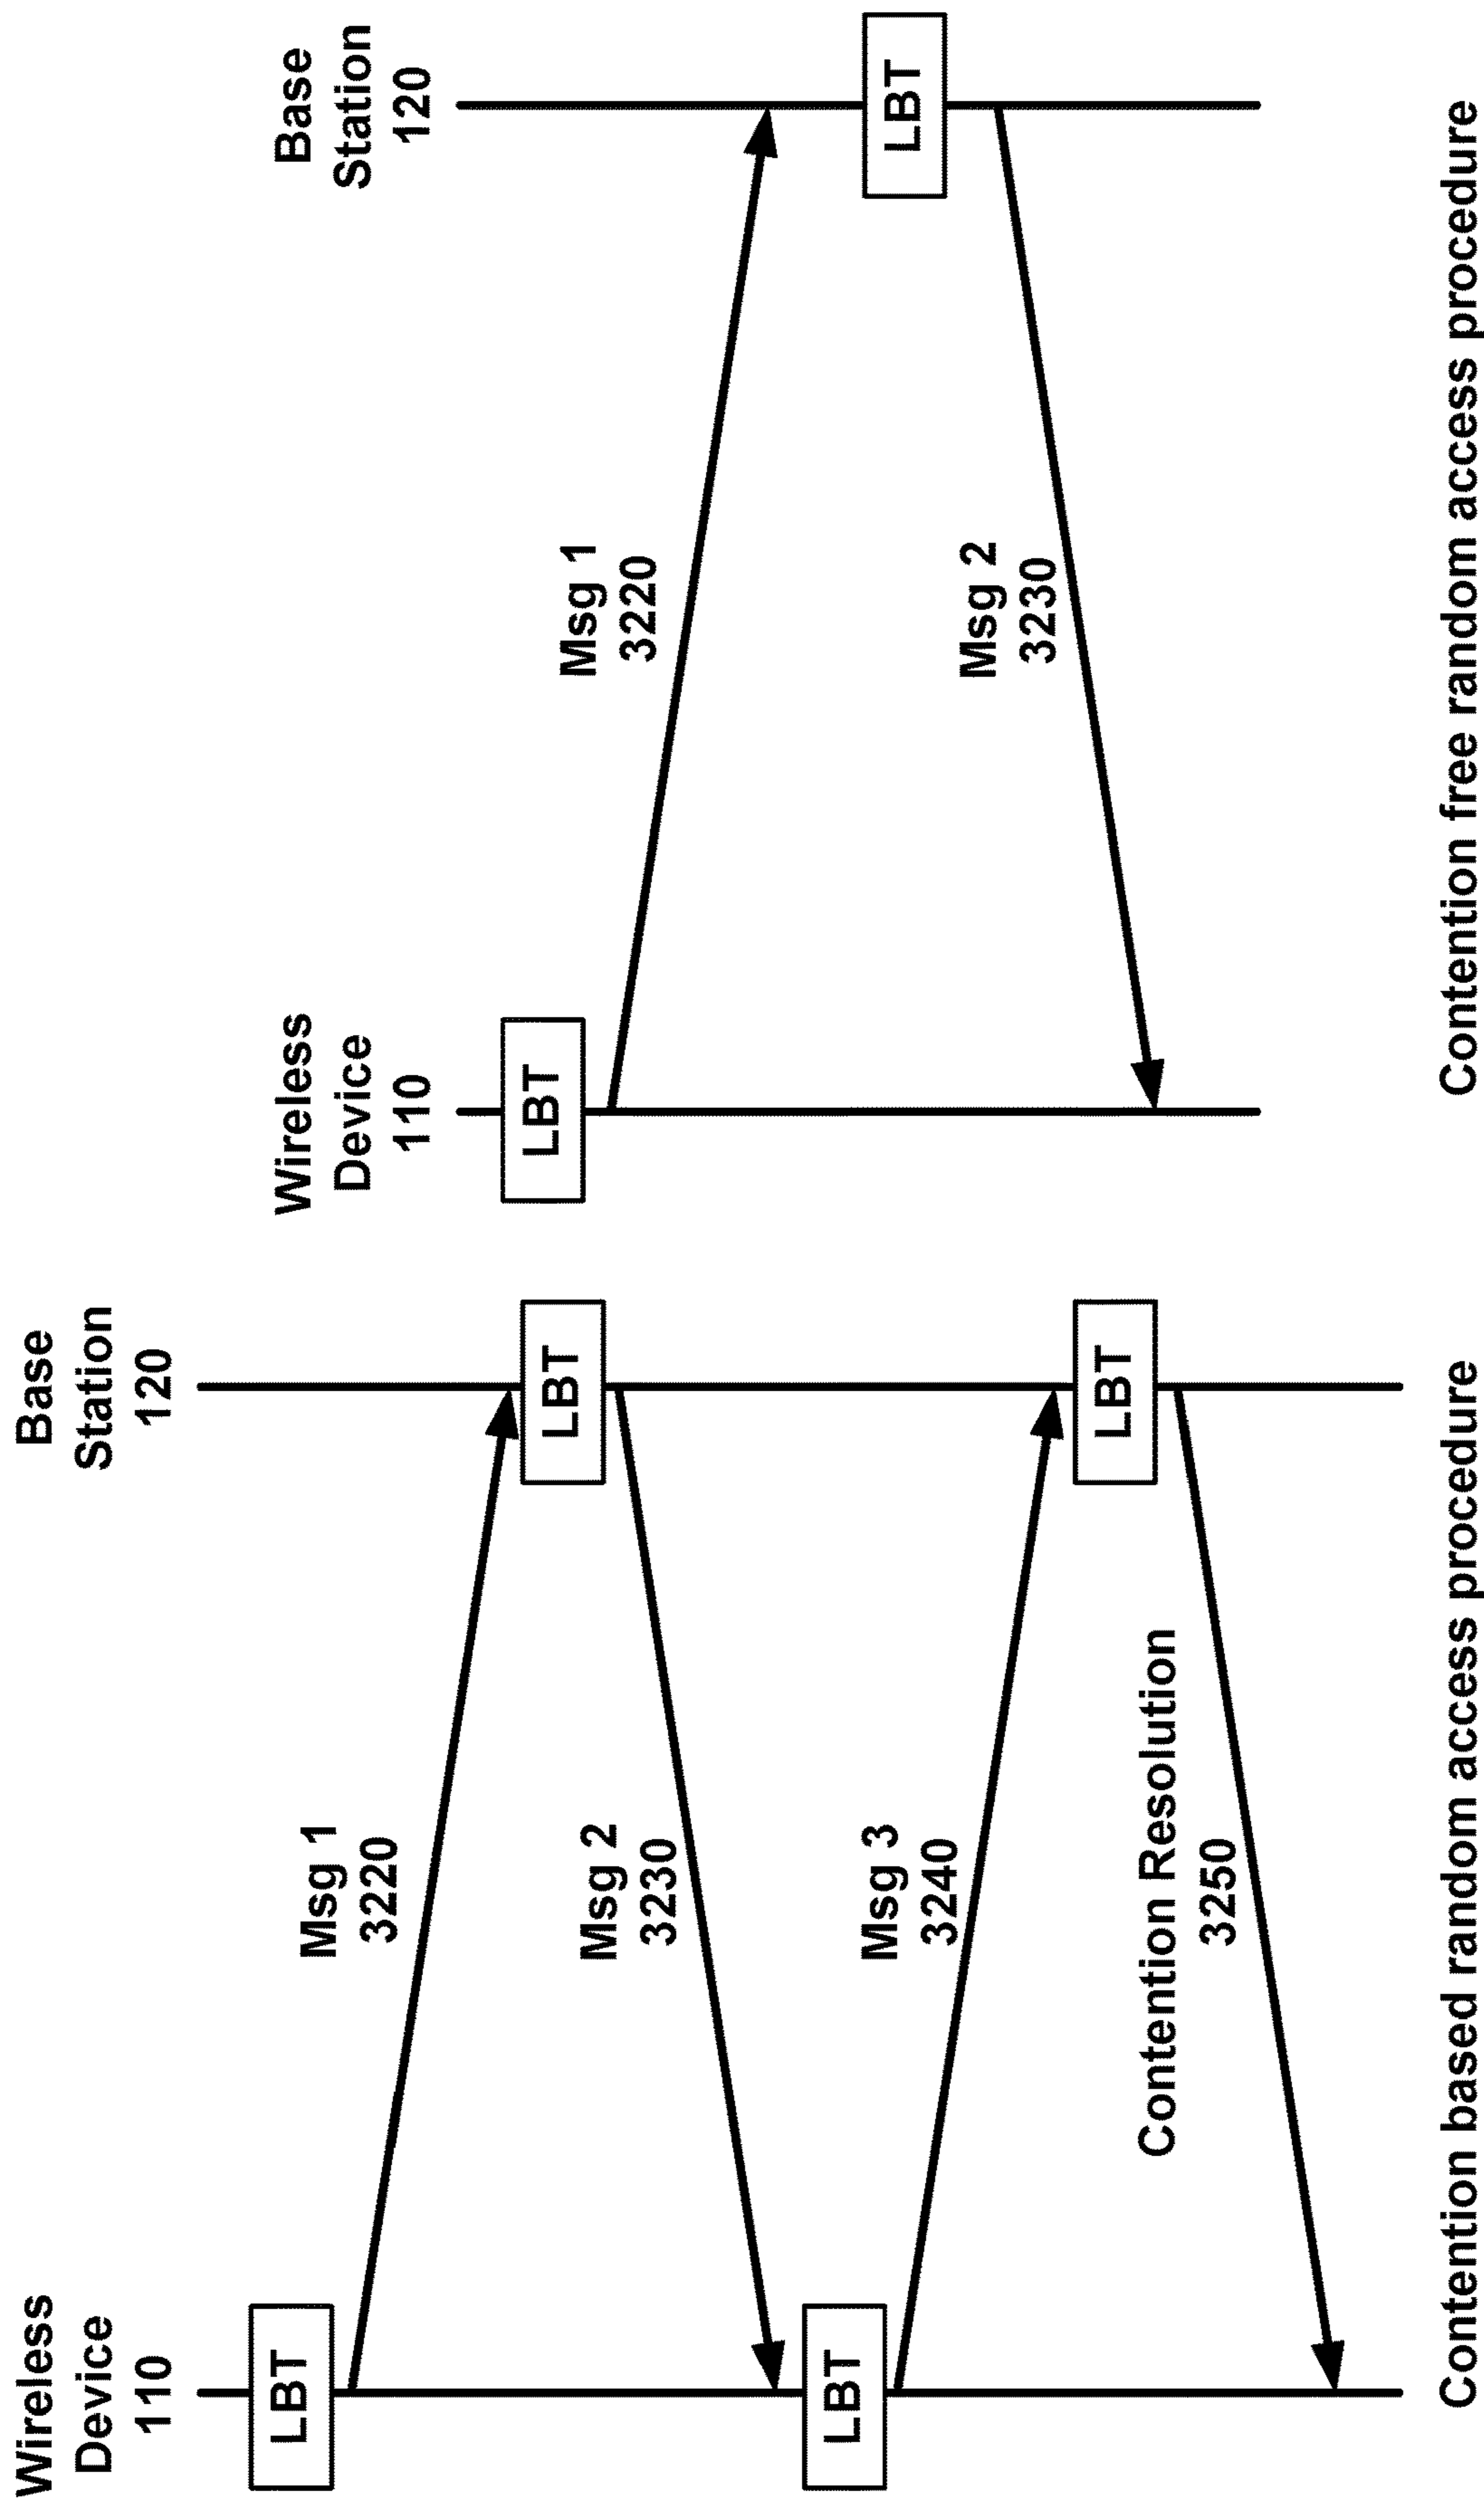 Wireless
Device
110
Base
Station
120
LBT
Msg 1
3220
LBT
Msg 2
3230
LBT
Msg 3
3240
LBT
Contention Resolution
3250
Contention based random access procedure
Wireless
Device
110
Base
Station
120
LBT
Msg 1
3220
LBT
Msg 2
3230
Contention free random access procedure